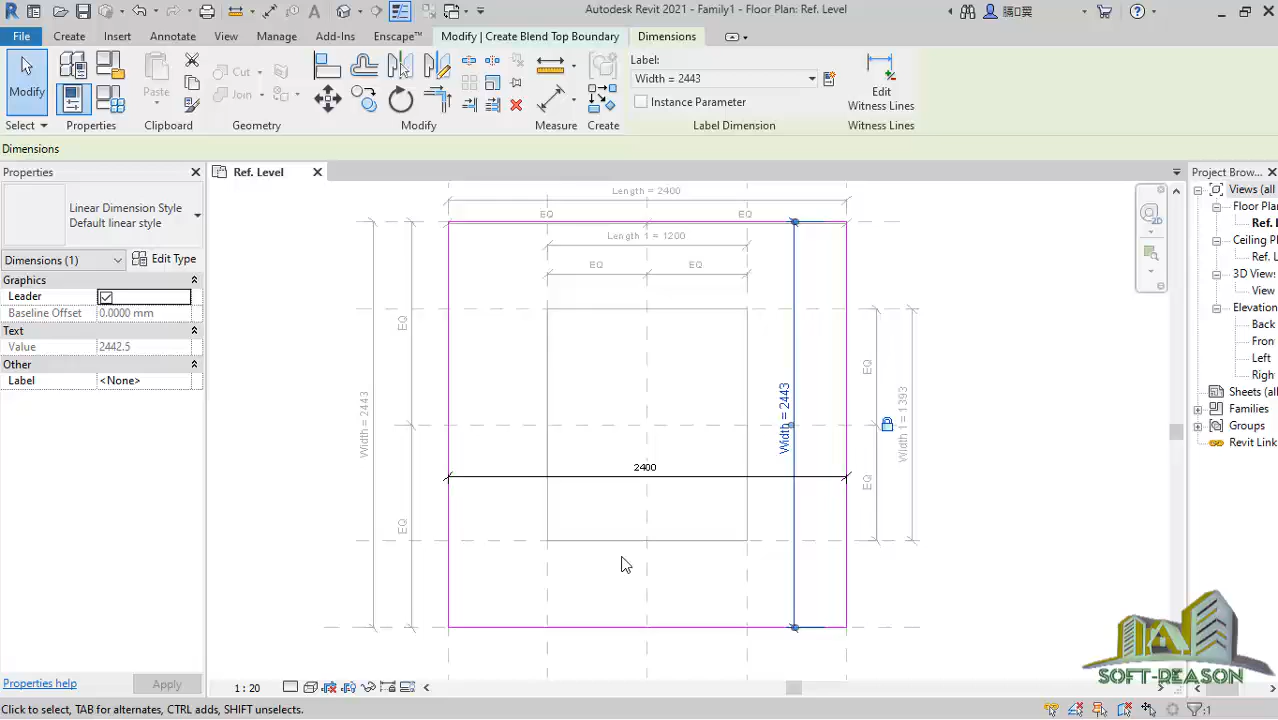 Autodesk Revit 2021 - Family1 - Floor Plan: Ref. Level
File Create Insert Annotate View Manage Add-Ins Enscape™ Modify | Create Blend Top Boundary Dimensions
Modify
Paste
Cut
Join
Label:
Width = 2443
Instance Parameter
Edit
Witness Lines
Select Properties Clipboard Geometry Modify Measure Create Label Dimension Witness Lines
Dimensions
Properties
Ref. Level
Project Brow...
Linear Dimension Style
Default linear style
Dimensions (1)
Edit Type
Graphics
Leader
Baseline Offset 0.0000 mm
Text
Value 2442.5
Other
Label <None>
Length = 2400
EQ EQ
Length 1 = 1200
EQ EQ
EQ
EQ
Width = 2443
Width = 2443
EQ
EQ
Width 1 = 1393
2400
2D
Views (all
Floor Plan
Ref. L
Ceiling P
Ref. L
3D Views
View
Elevation
Back
Fron
Left
Right
Sheets (all
Families
Groups
Revit Link
SOFT-REASON
Properties help
Apply
1 : 20
Click to select, TAB for alternates, CTRL adds, SHIFT unselects.
:1